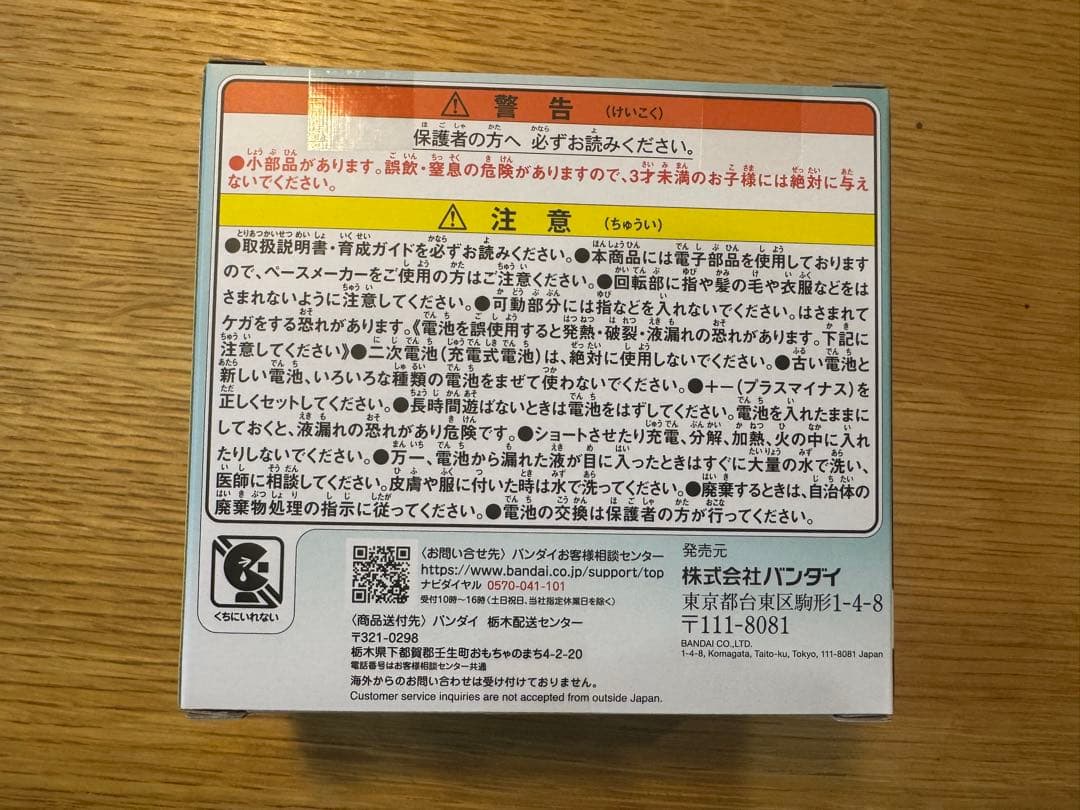 ⚠ 警告 (けいこく)
保護者の方へ 必ずお読みください。
●小部品があります。誤飲・窒息の危険がありますので、3才未満のお子様には絶対に与え
ないでください。
⚠ 注意 (ちゅうい)
●取扱説明書・育成ガイドを必ずお読みください。●本商品には電子部品を使用しております
ので、ペースメーカーをご使用の方はご注意ください。●回転部に指や髪の毛や衣服などをは
さまれないように注意してください。●可動部分には指などを入れないでください。はさまれて
ケガをする恐れがあります。《電池を誤使用すると発熱・破裂・液漏れの恐れがあります。下記に
注意してください》●二次電池(充電式電池)は、絶対に使用しないでください。●古い電池と
新しい電池、いろいろな種類の電池をまぜて使わないでください。●+-(プラスマイナス)を
正しくセットしてください。●長時間遊ばないときは電池をはずしてください。電池を入れたままに
しておくと、液漏れの恐れがあり危険です。●ショートさせたり充電、分解、加熱、火の中に入れ
たりしないでください。●万一、電池から漏れた液が目に入ったときはすぐに大量の水で洗い、
医師に相談してください。皮膚や服に付いた時は水で洗ってください。●廃棄するときは、自治体の
廃棄物処理の指示に従ってください。●電池の交換は保護者の方が行ってください。
くちにいれない
〈お問い合せ先〉バンダイお客様相談センター
https://www.bandai.co.jp/support/top
ナビダイヤル 0570-041-101
受付10時〜16時(土日祝日、当社指定休業日を除く)
〈商品送付先〉バンダイ 栃木配送センター
〒321-0298
栃木県下都賀郡壬生町おもちゃのまち4-2-20
電話番号はお客様相談センター共通
海外からのお問い合わせは受け付けておりません。
Customer service inquiries are not accepted from outside Japan.
発売元
株式会社バンダイ
東京都台東区駒形1-4-8
〒111-8081
BANDAI CO.,LTD.
1-4-8, Komagata, Taito-ku, Tokyo, 111-8081 Japan